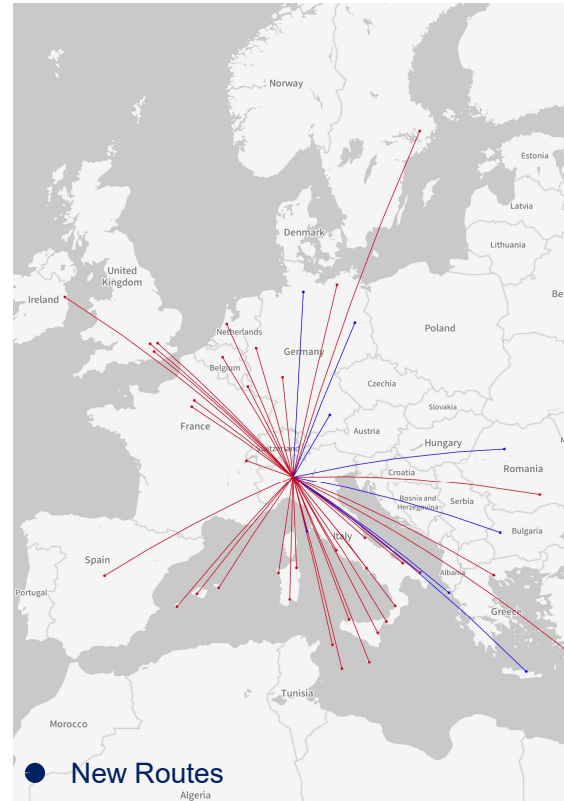 Norway
Estonia
Latvia
Denmark
Lithuania
United
Kingdom
Ireland
Be
Netherlands
Poland
Germany
Belgium
Czechia
Slovakia
France
Austria
Switzerland
Hungary
Romania
Croatia
Bosnia and
Herzegovina
Serbia
Bulgaria
Italy
Spain
Albania
Portugal
Greece
Tunisia
Morocco
New Routes
Algeria